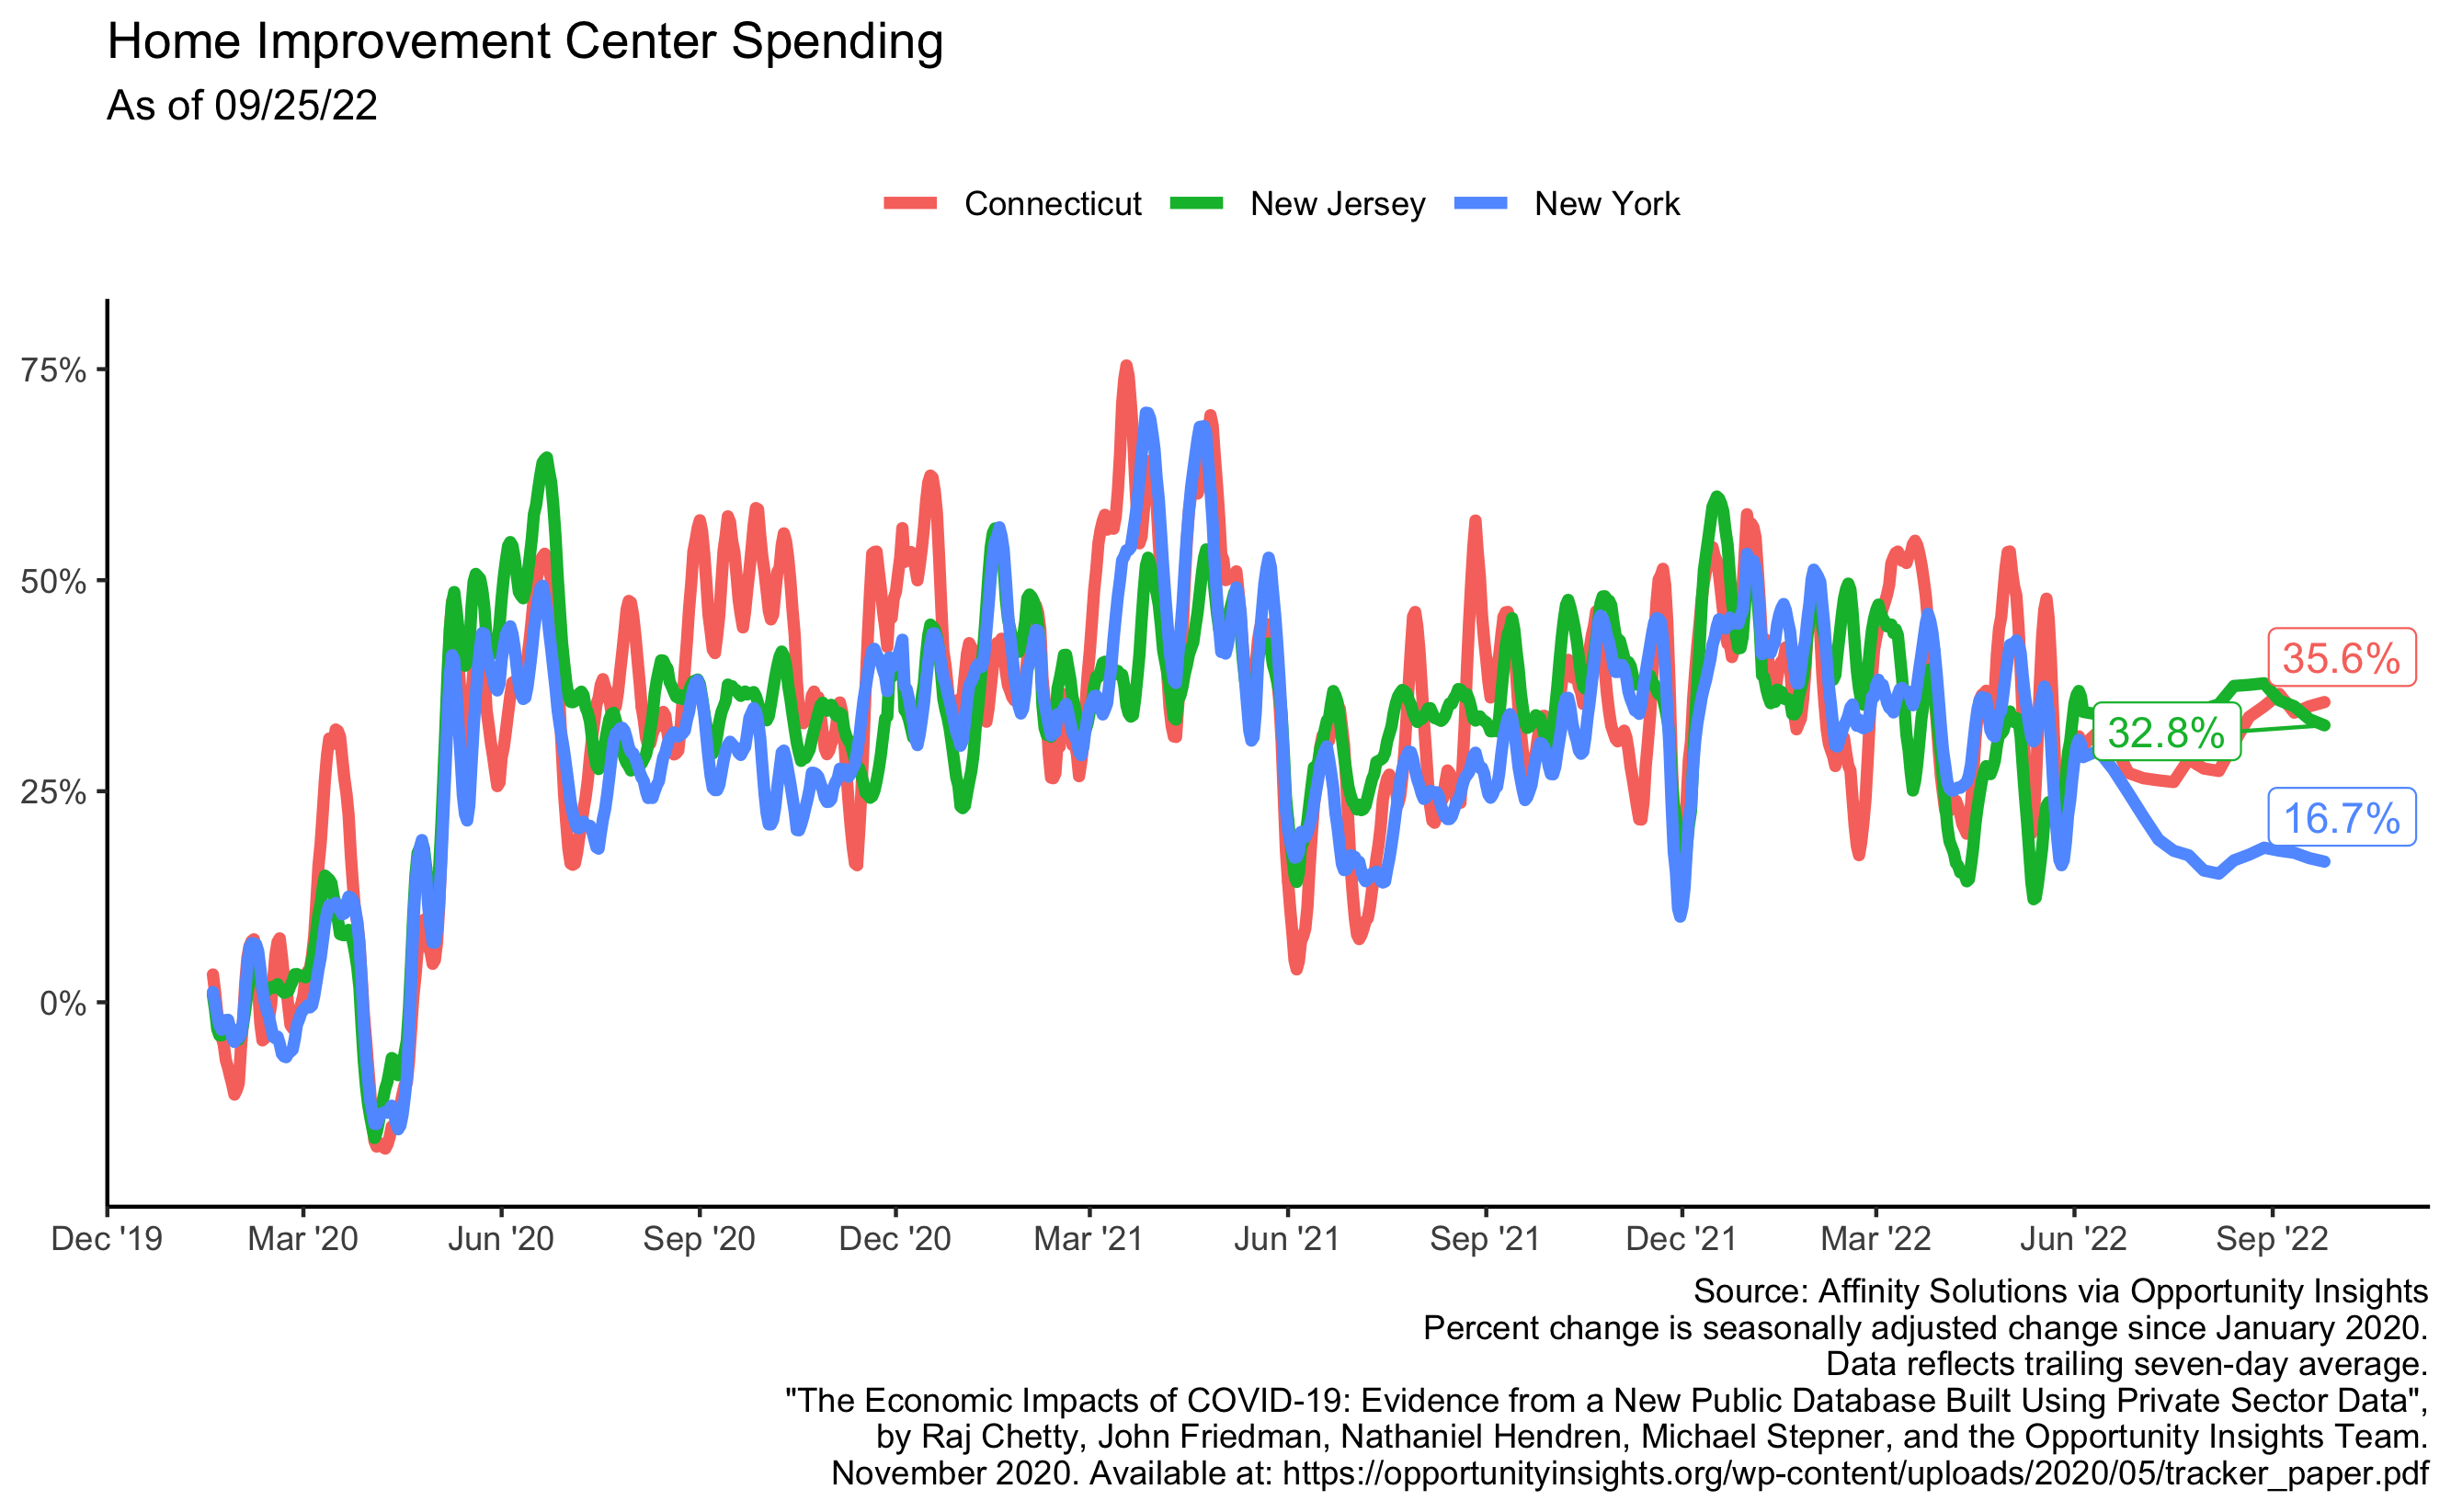 Home Improvement Center Spending
As of 09/25/22
Connecticut New Jersey New York
75%
50%
25%
0%
35.6%
32.8%
16.7%
Dec '19 Mar '20 Jun '20 Sep '20 Dec '20 Mar '21 Jun '21 Sep '21 Dec '21 Mar '22 Jun '22 Sep '22
Source: Affinity Solutions via Opportunity Insights
Percent change is seasonally adjusted change since January 2020.
Data reflects trailing seven-day average.
"The Economic Impacts of COVID-19: Evidence from a New Public Database Built Using Private Sector Data",
by Raj Chetty, John Friedman, Nathaniel Hendren, Michael Stepner, and the Opportunity Insights Team.
November 2020. Available at: https://opportunityinsights.org/wp-content/uploads/2020/05/tracker_paper.pdf